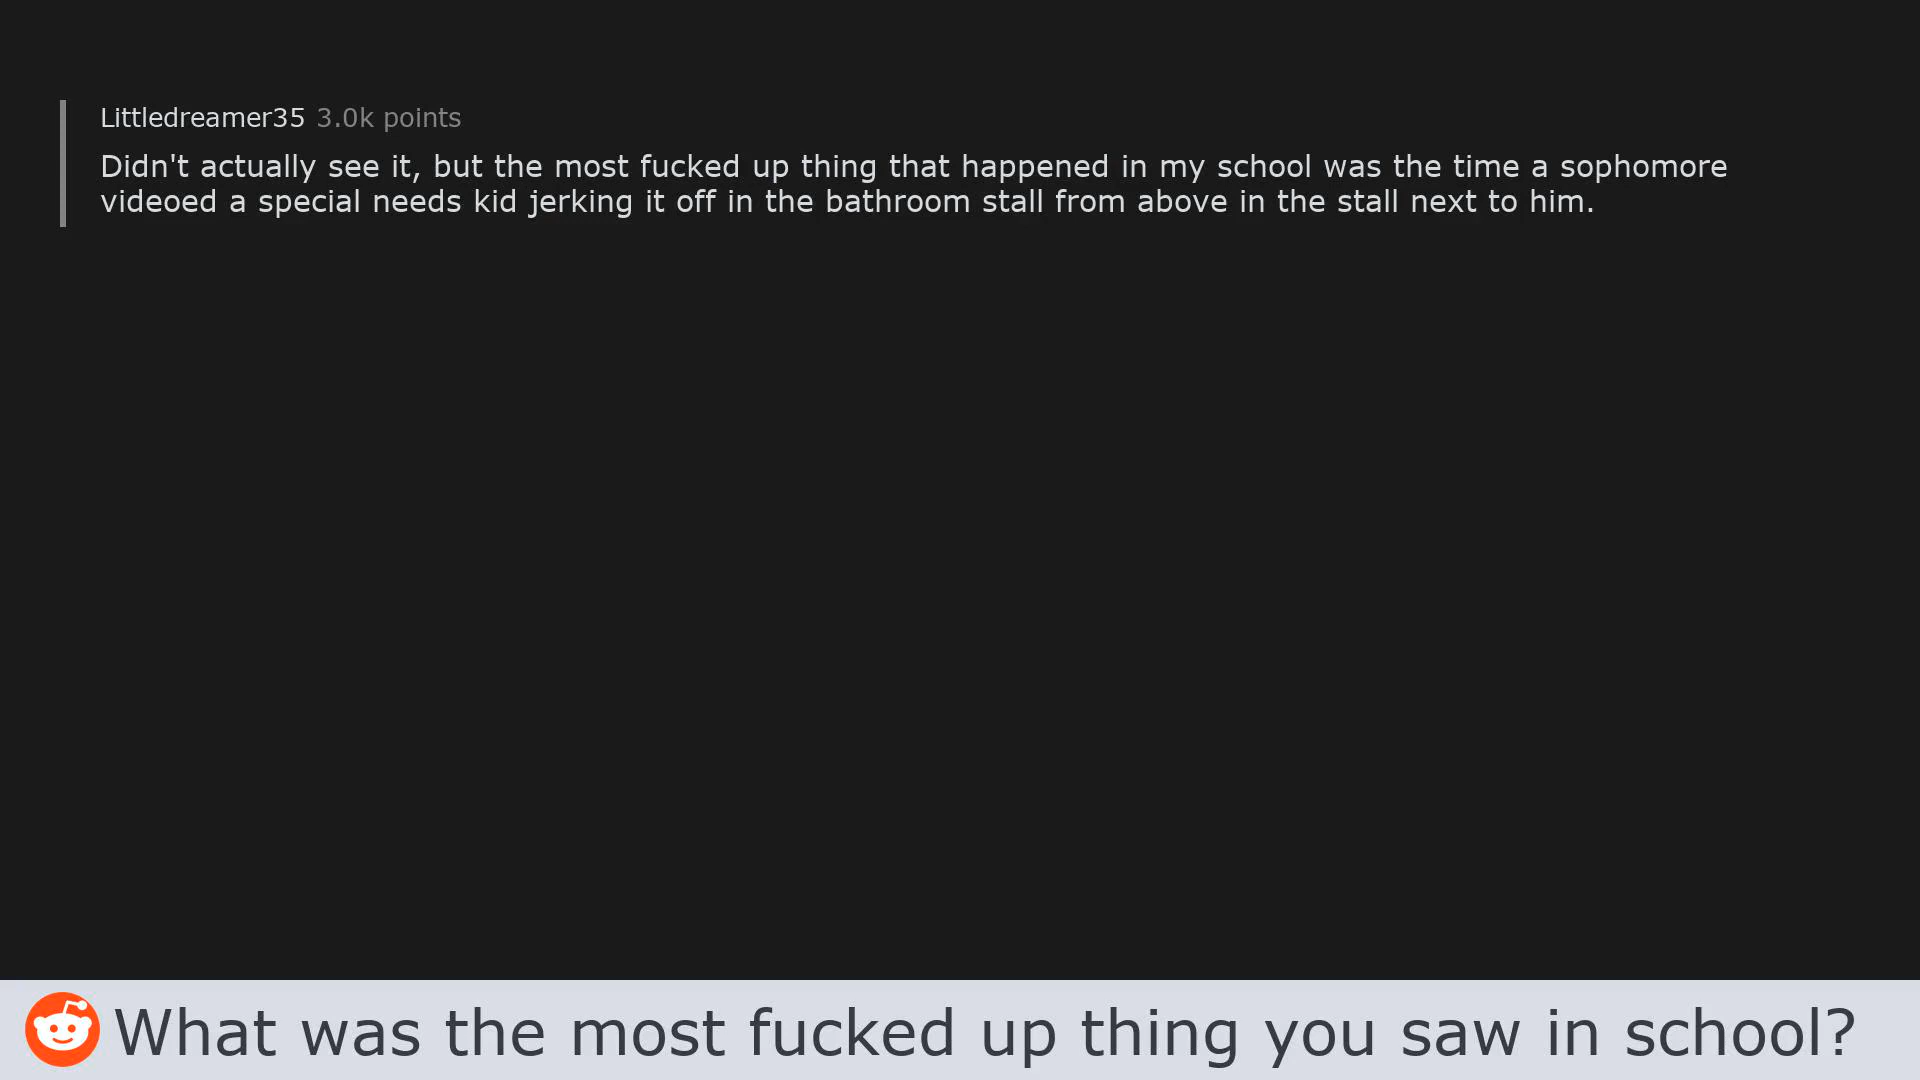 Littledreamer35 3.0k points
Didn't actually see it, but the most fucked up thing that happened in my school was the time a sophomore
videoed a special needs kid jerking it off in the bathroom stall from above in the stall next to him.
What was the most fucked up thing you saw in school?